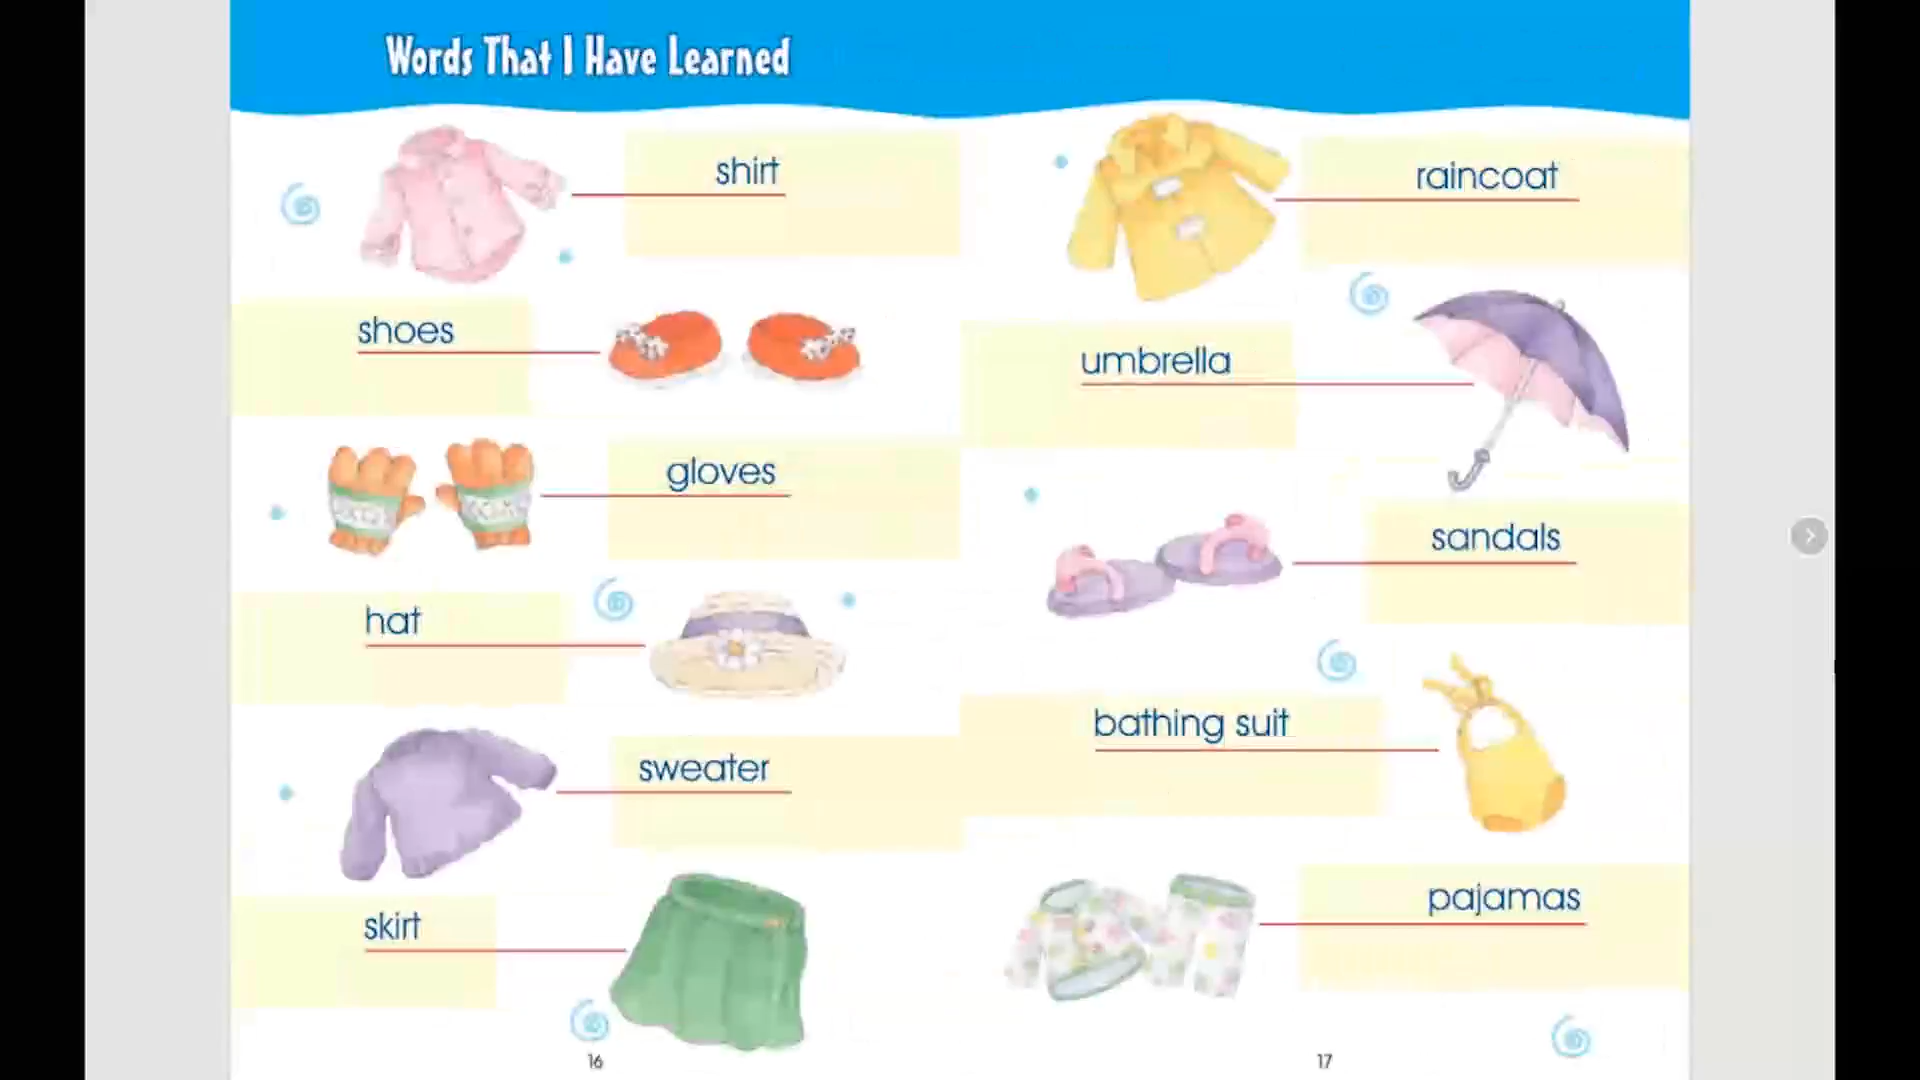 Words That I Have Learned
shirt
shoes
gloves
hat
sweater
skirt
16
raincoat
umbrella
sandals
bathing suit
pajamas
17